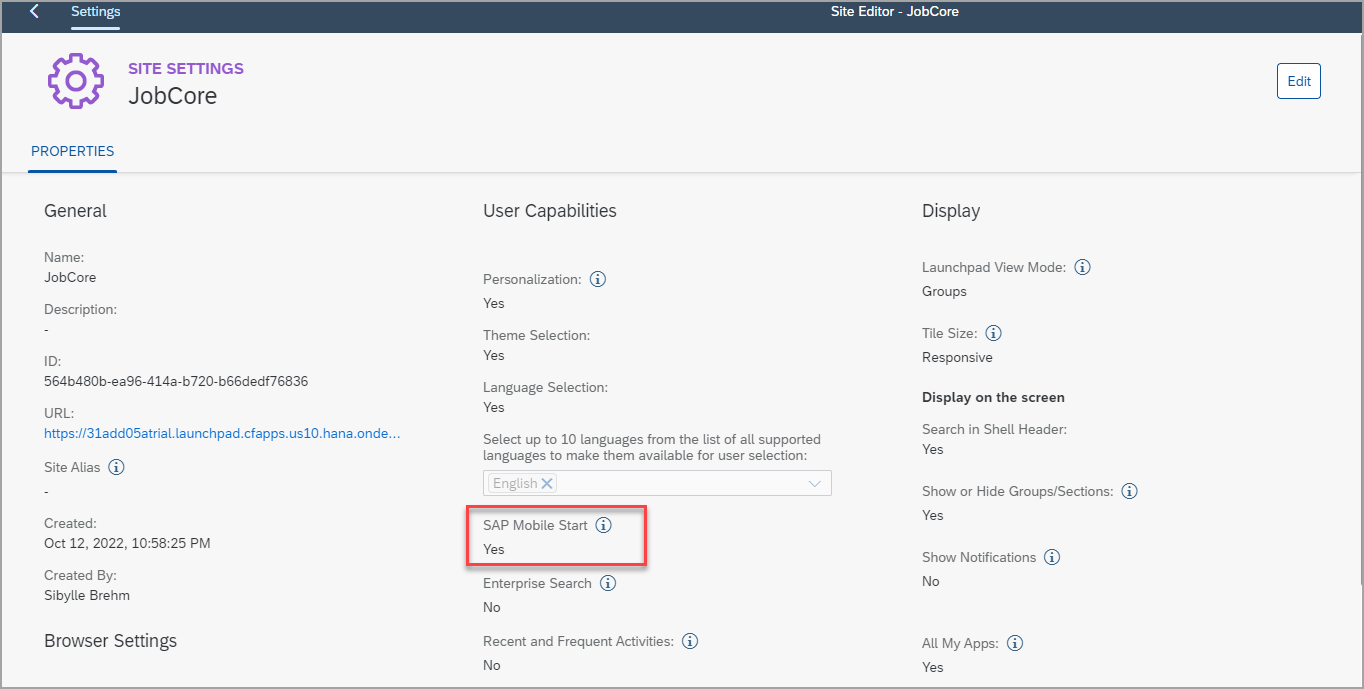 Settings
Site Editor - JobCore
SITE SETTINGS
JobCore
Edit
PROPERTIES
General
Name:
JobCore
Description:
-
ID:
564b480b-ea96-414a-b720-b66dedf76836
URL:
https://31add05atrial.launchpad.cfapps.us10.hana.onde...
Site Alias
-
Created:
Oct 12, 2022, 10:58:25 PM
Created By:
Sibylle Brehm
Browser Settings
User Capabilities
Personalization:
Yes
Theme Selection:
Yes
Language Selection:
Yes
Select up to 10 languages from the list of all supported
languages to make them available for user selection:
English
SAP Mobile Start
Yes
Enterprise Search
No
Recent and Frequent Activities:
No
Display
Launchpad View Mode:
Groups
Tile Size:
Responsive
Display on the screen
Search in Shell Header:
Yes
Show or Hide Groups/Sections:
Yes
Show Notifications
No
All My Apps:
Yes